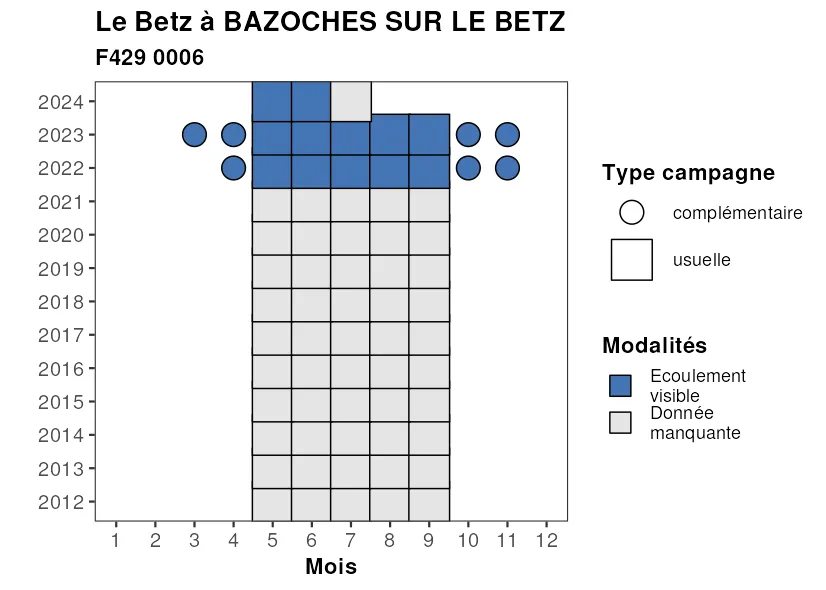 Le Betz à BAZOCHES SUR LE BETZ
F429 0006
2024
2023
2022
2021
2020
2019
2018
2017
2016
2015
2014
2013
2012
1 2 3 4 5 6 7 8 9 10 11 12
Mois
Type campagne
complémentaire
usuelle
Modalités
Ecoulement
visible
Donnée
manquante